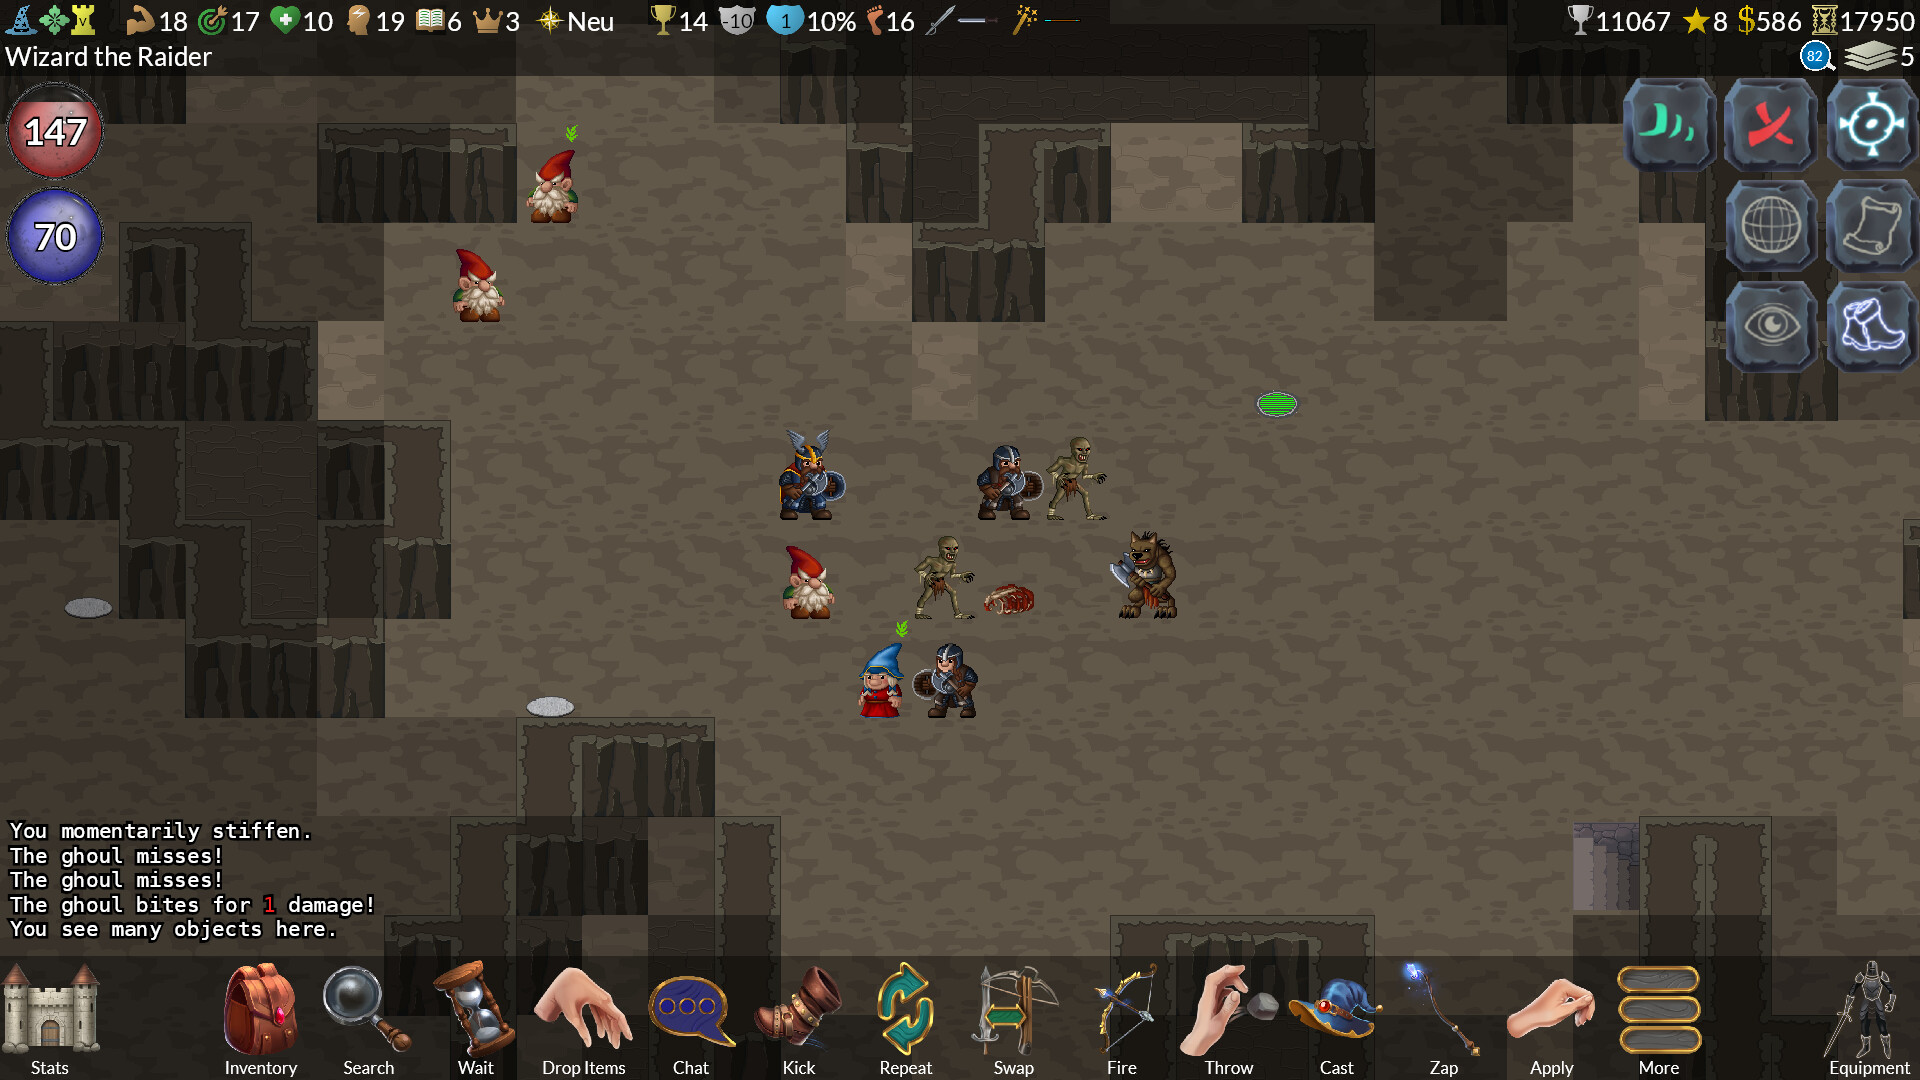 18 17 10 19 6 3 Neu 14 -10 1 10% 16 11067 8 $586 17950
Wizard the Raider
82 5
147
70
You momentarily stiffen.
The ghoul misses!
The ghoul misses!
The ghoul bites for 1 damage!
You see many objects here.
Stats Inventory Search Wait Drop Items Chat Kick Repeat Swap Fire Throw Cast Zap Apply More Equipment